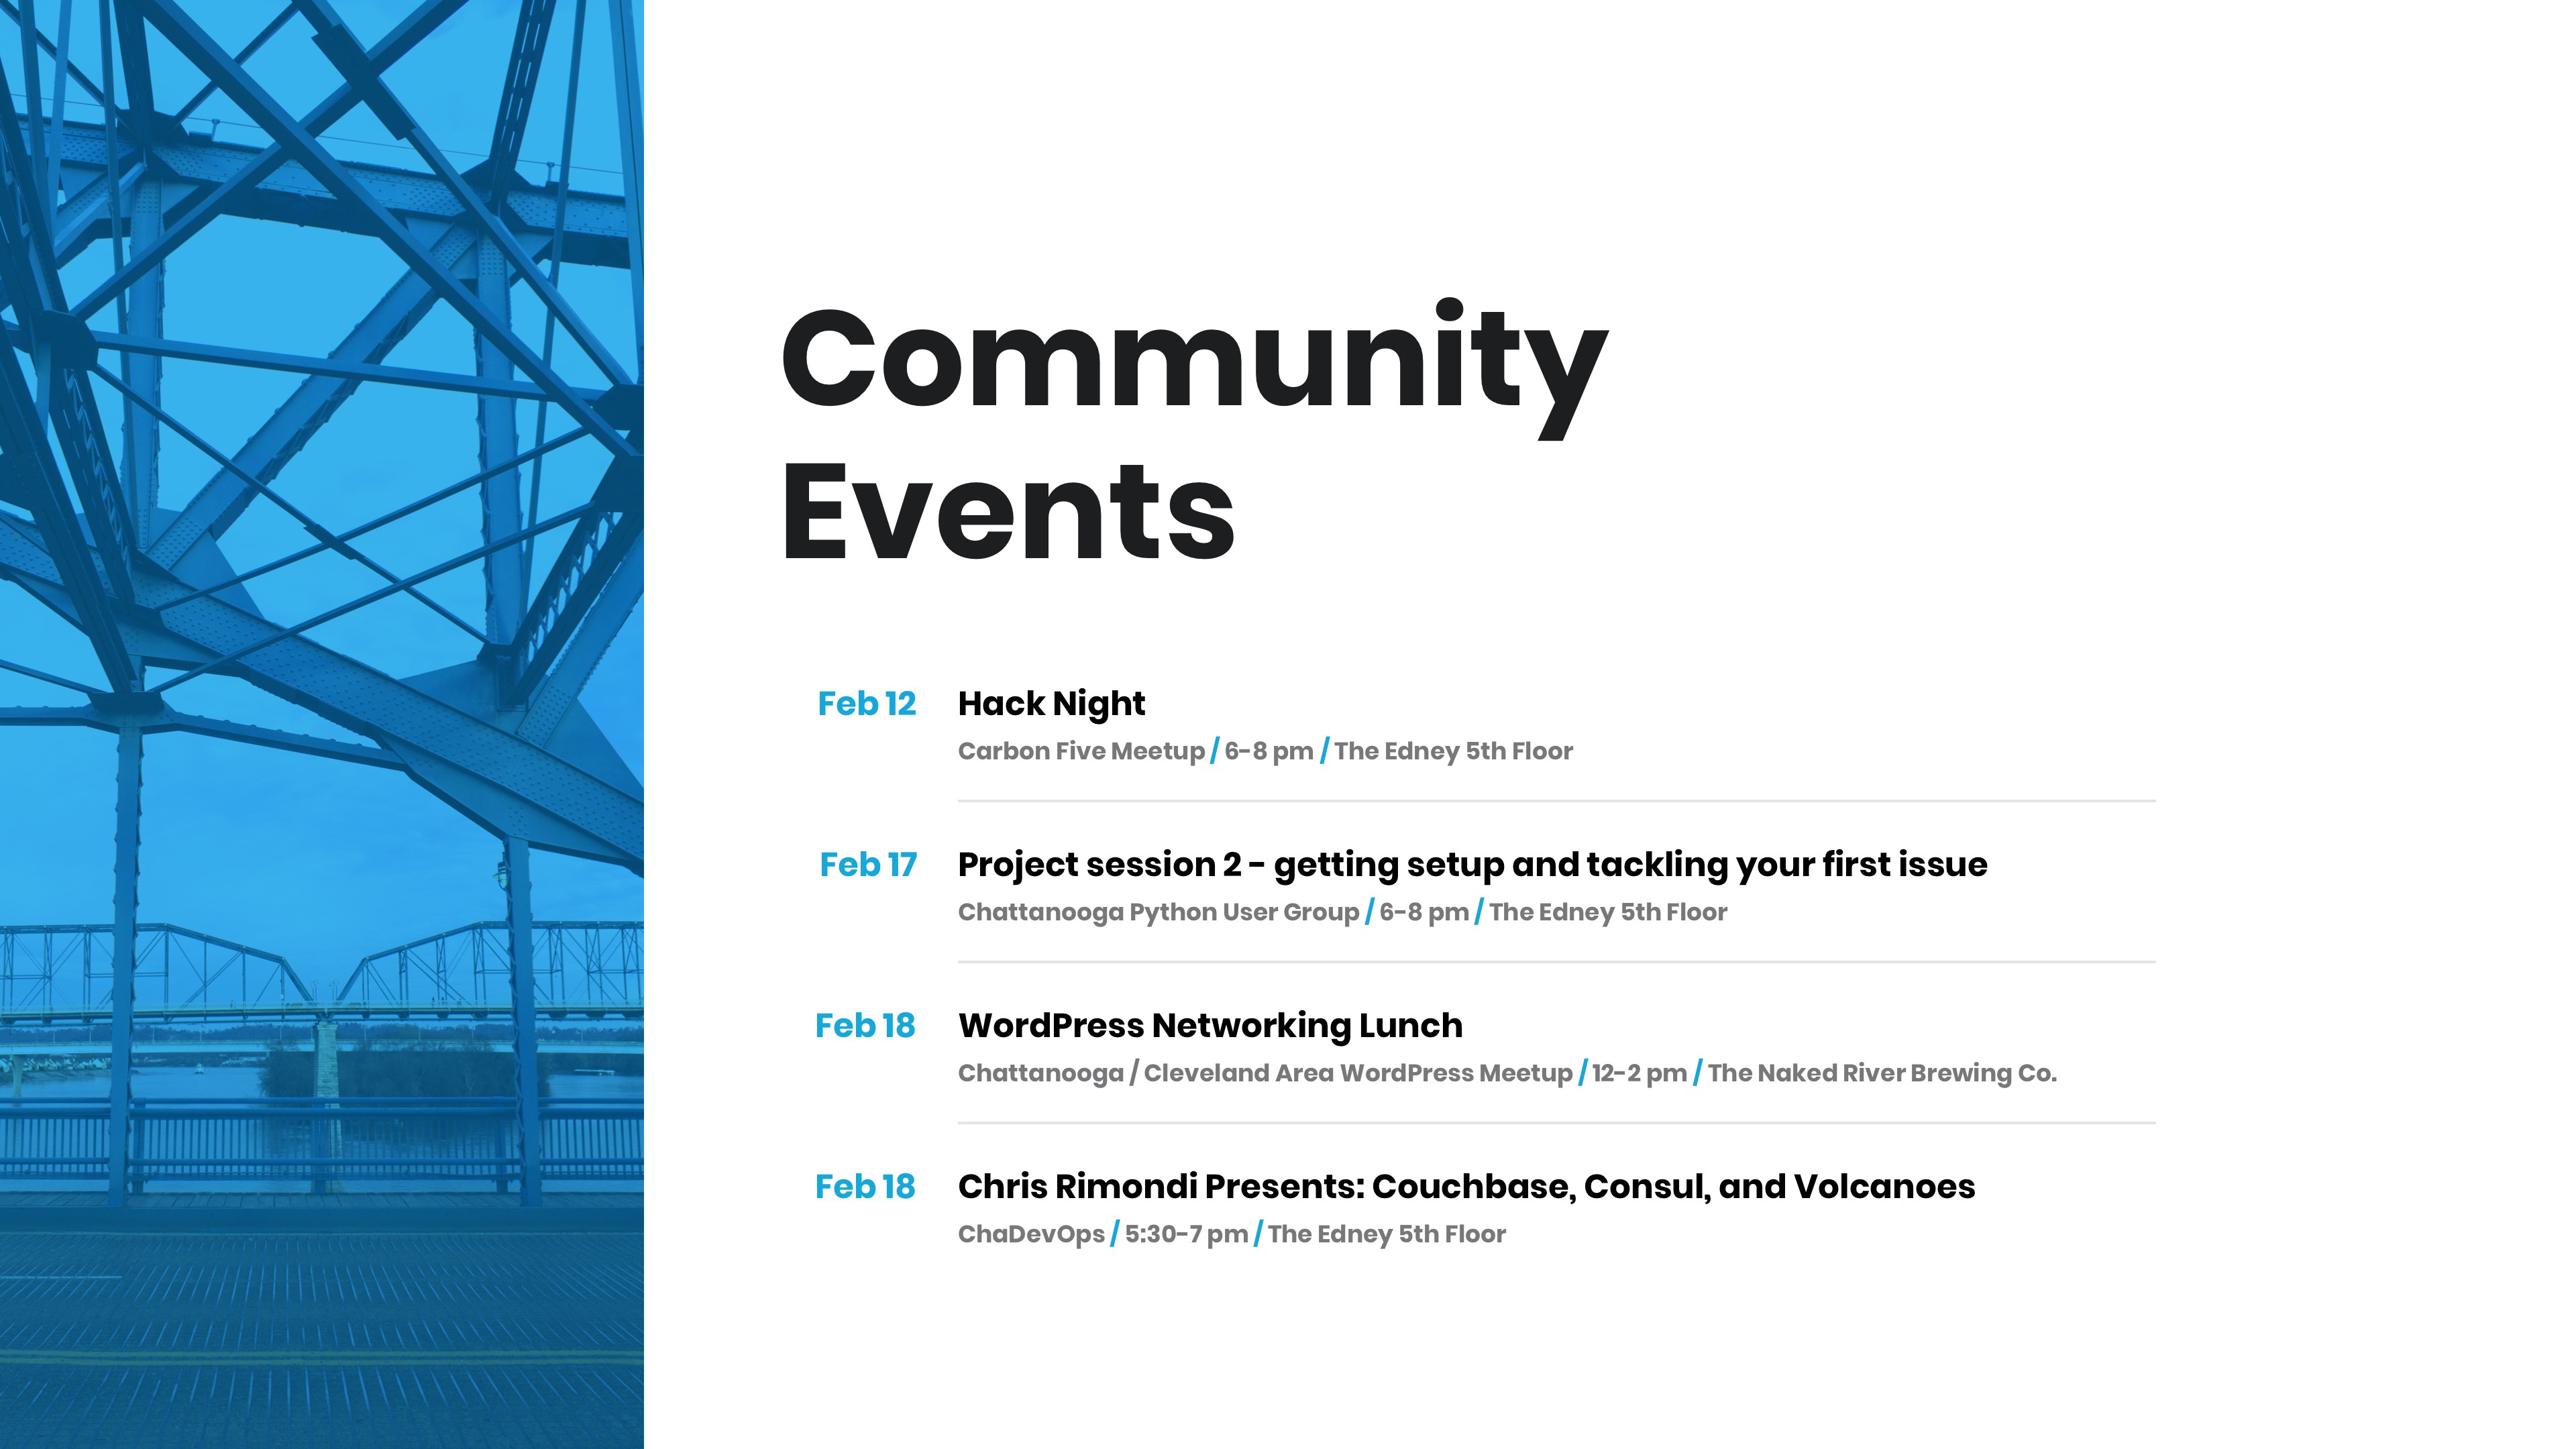 Community
Events
Feb 12 Hack Night
Carbon Five Meetup / 6-8 pm / The Edney 5th Floor
Feb 17 Project session 2 - getting setup and tackling your first issue
Chattanooga Python User Group / 6-8 pm / The Edney 5th Floor
Feb 18 WordPress Networking Lunch
Chattanooga / Cleveland Area WordPress Meetup / 12-2 pm / The Naked River Brewing Co.
Feb 18 Chris Rimondi Presents: Couchbase, Consul, and Volcanoes
ChaDevOps / 5:30-7 pm / The Edney 5th Floor